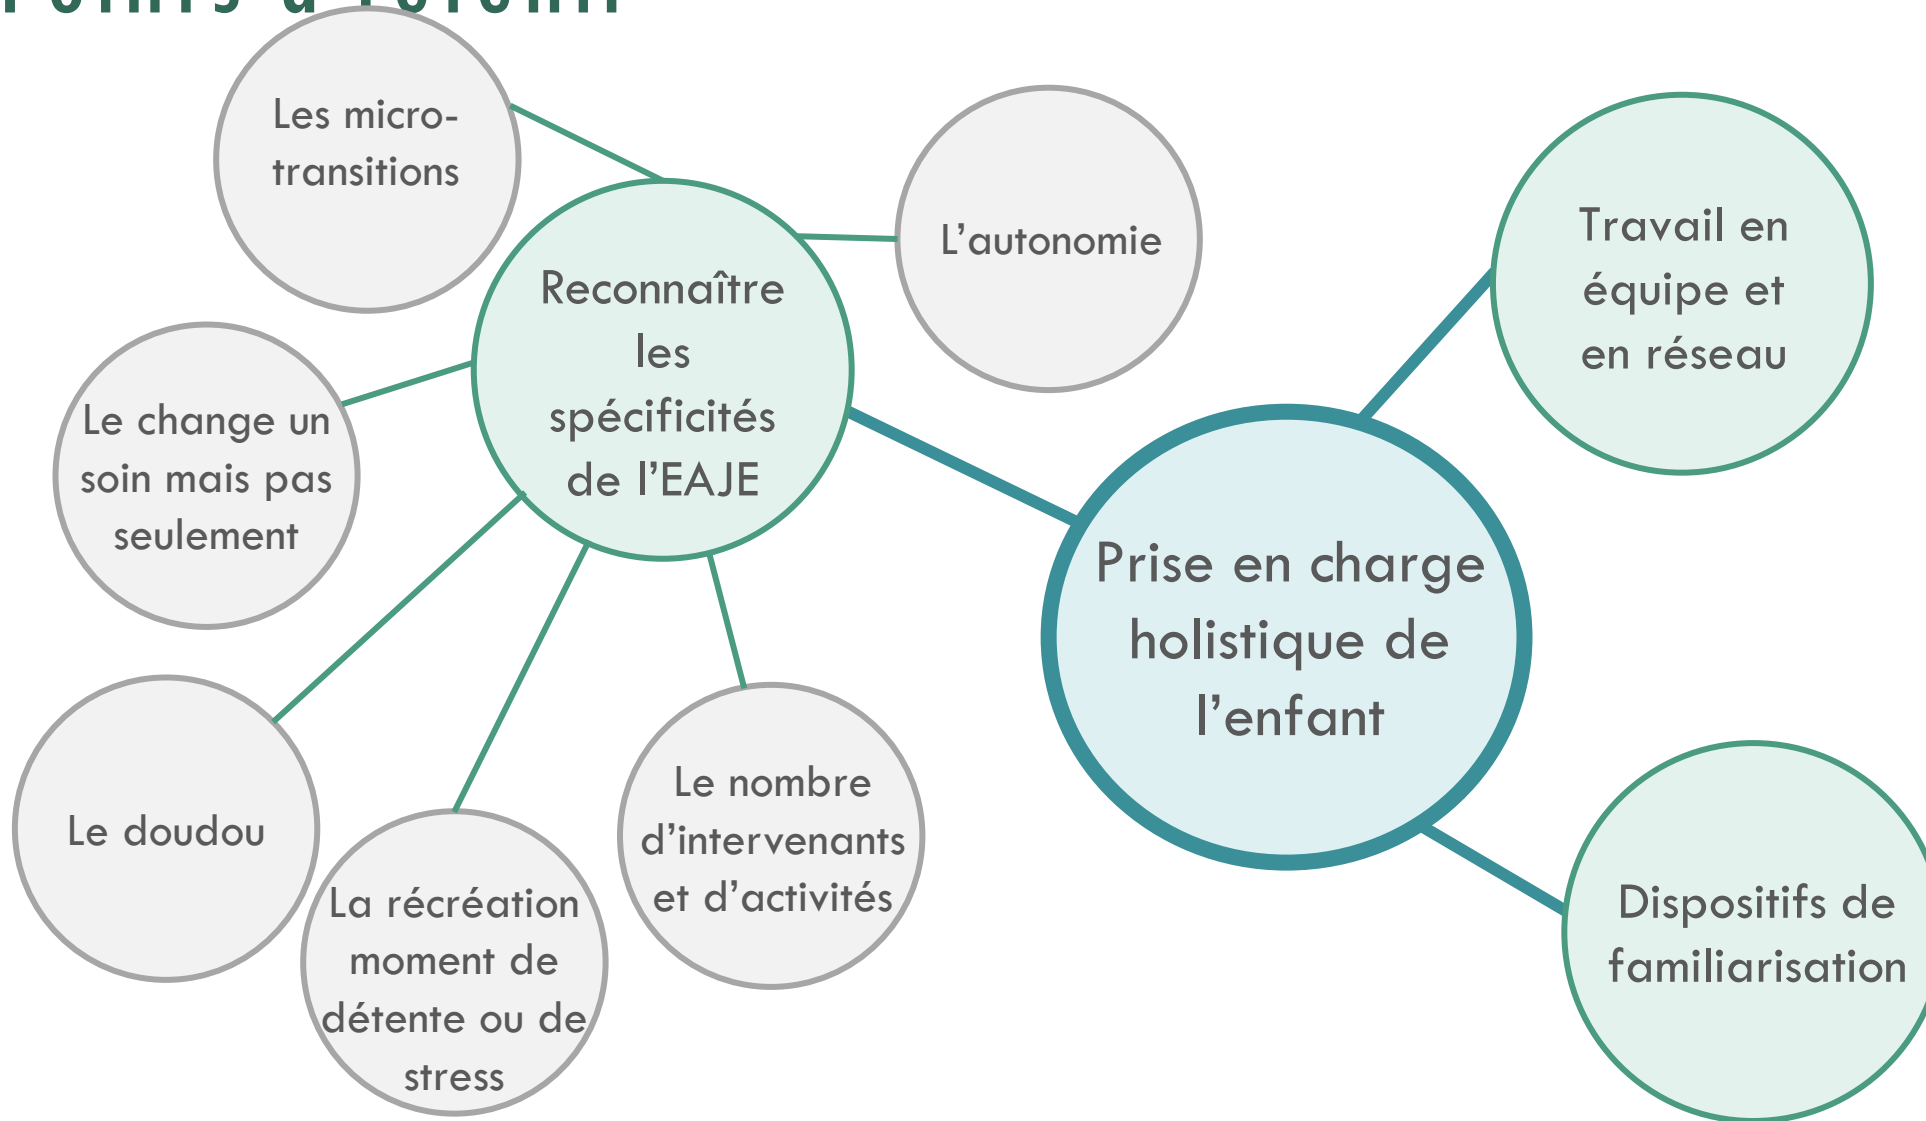 Points à retenir
Les micro-
transitions
L'autonomie
Reconnaître
les
spécificités
de l'EAJE
Travail en
équipe et
en réseau
Le change un
soin mais pas
seulement
Prise en charge
holistique de
l'enfant
Le doudou
Le nombre
d'intervenants
et d'activités
La récréation
moment de
détente ou de
stress
Dispositifs de
familiarisation